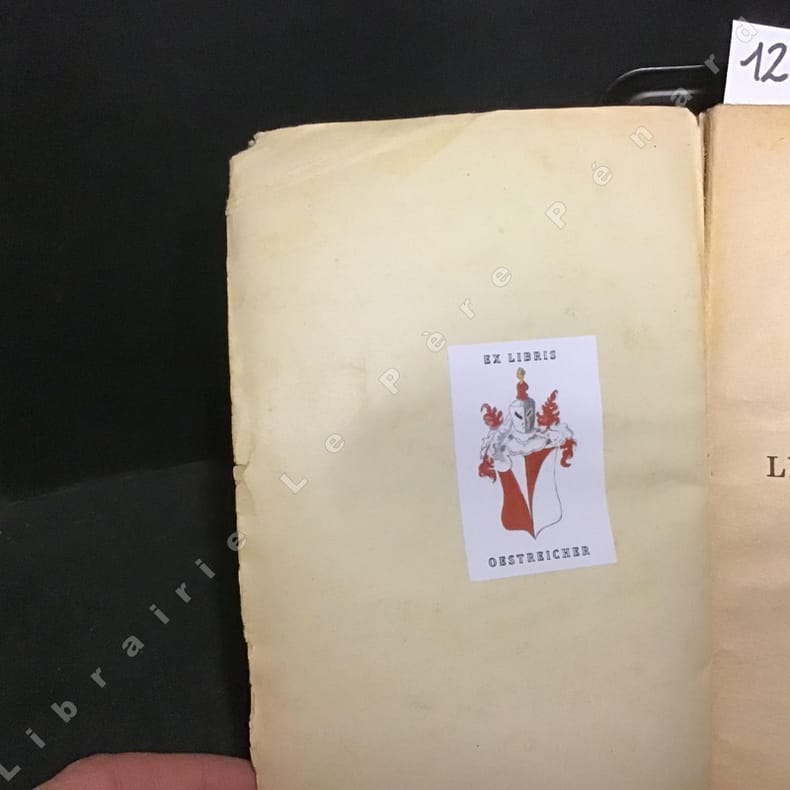 12
EX LIBRIS
OESTREICHER
Librairie Le Père Pénard